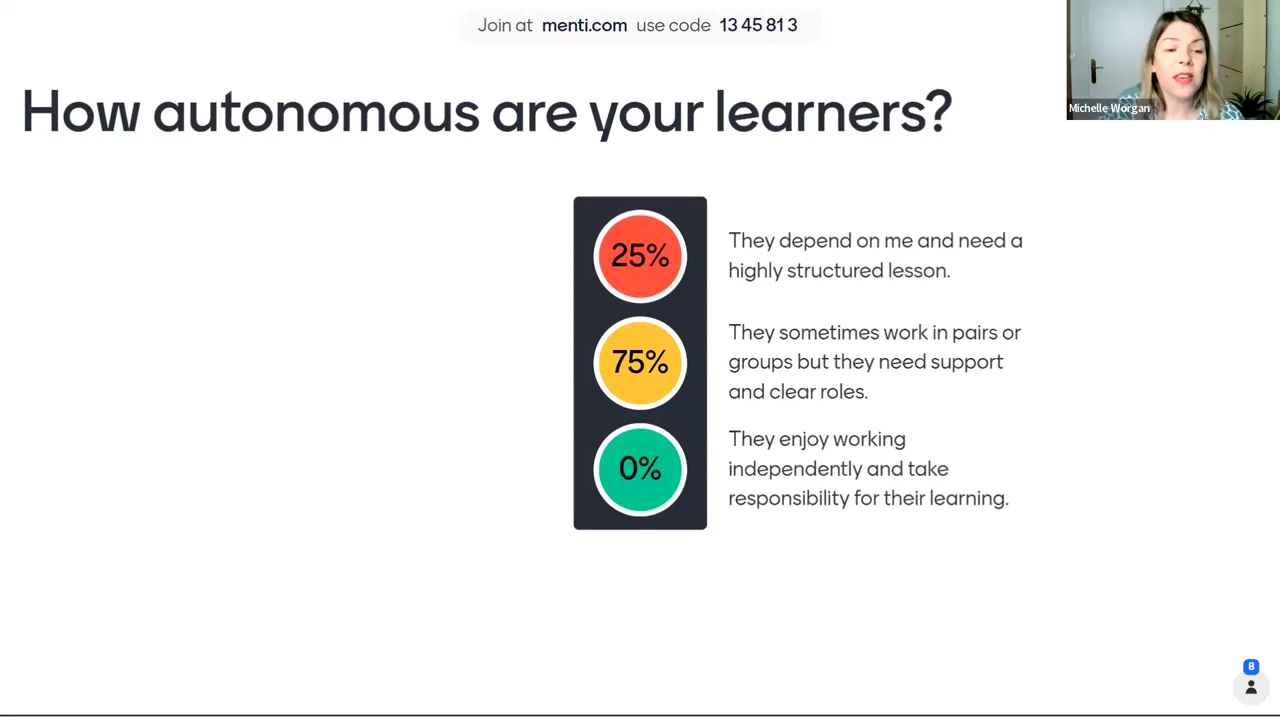 Join at menti.com use code 13 45 81 3
Michelle Worgan
How autonomous are your learners?
25%
They depend on me and need a
highly structured lesson.
75%
They sometimes work in pairs or
groups but they need support
and clear roles.
0%
They enjoy working
independently and take
responsibility for their learning.
8